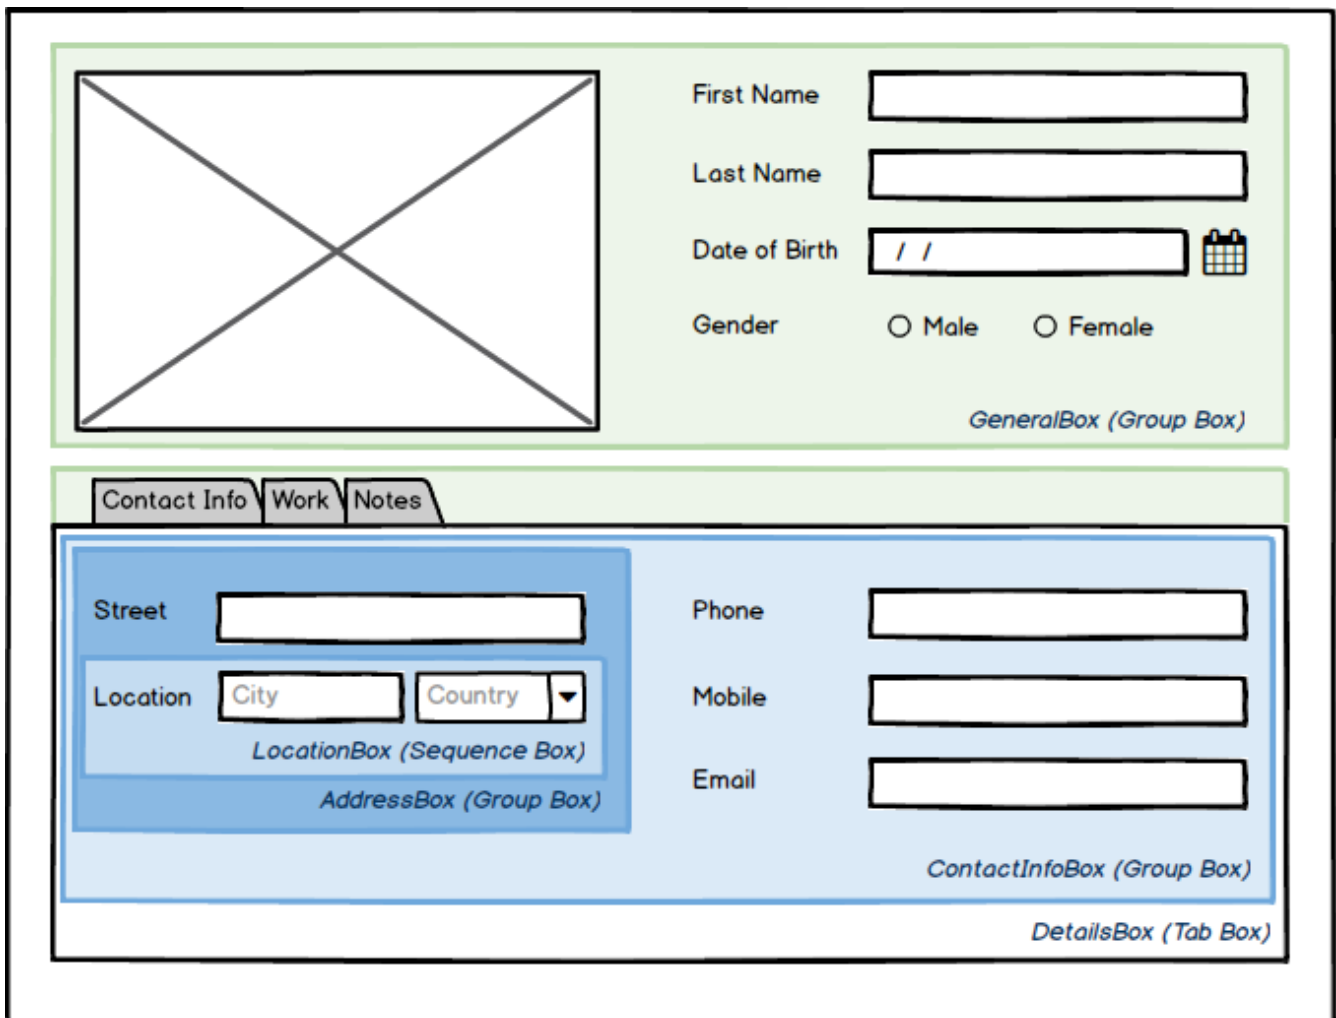 First Name
Last Name
Date of Birth / /
Gender Male Female
GeneralBox (Group Box)
Contact Info Work Notes
Street
Location City Country
LocationBox (Sequence Box)
AddressBox (Group Box)
Phone
Mobile
Email
ContactInfoBox (Group Box)
DetailsBox (Tab Box)